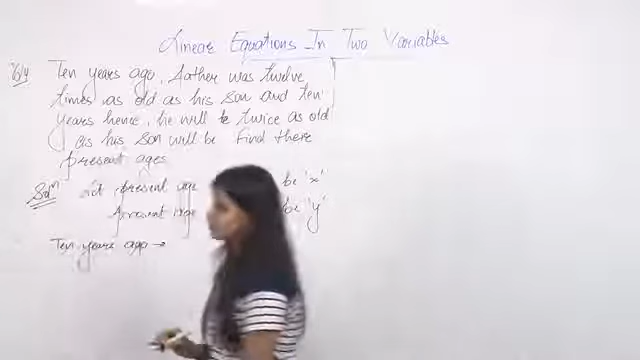 Linear Equations In Two Variables
Ten years ago, father was twelve
times as old as his son and ten
years hence, he will be twice as old
as his son will be Find there
present ages
Solⁿ Let present age be 'x'
present age be 'y'
Ten years ago →